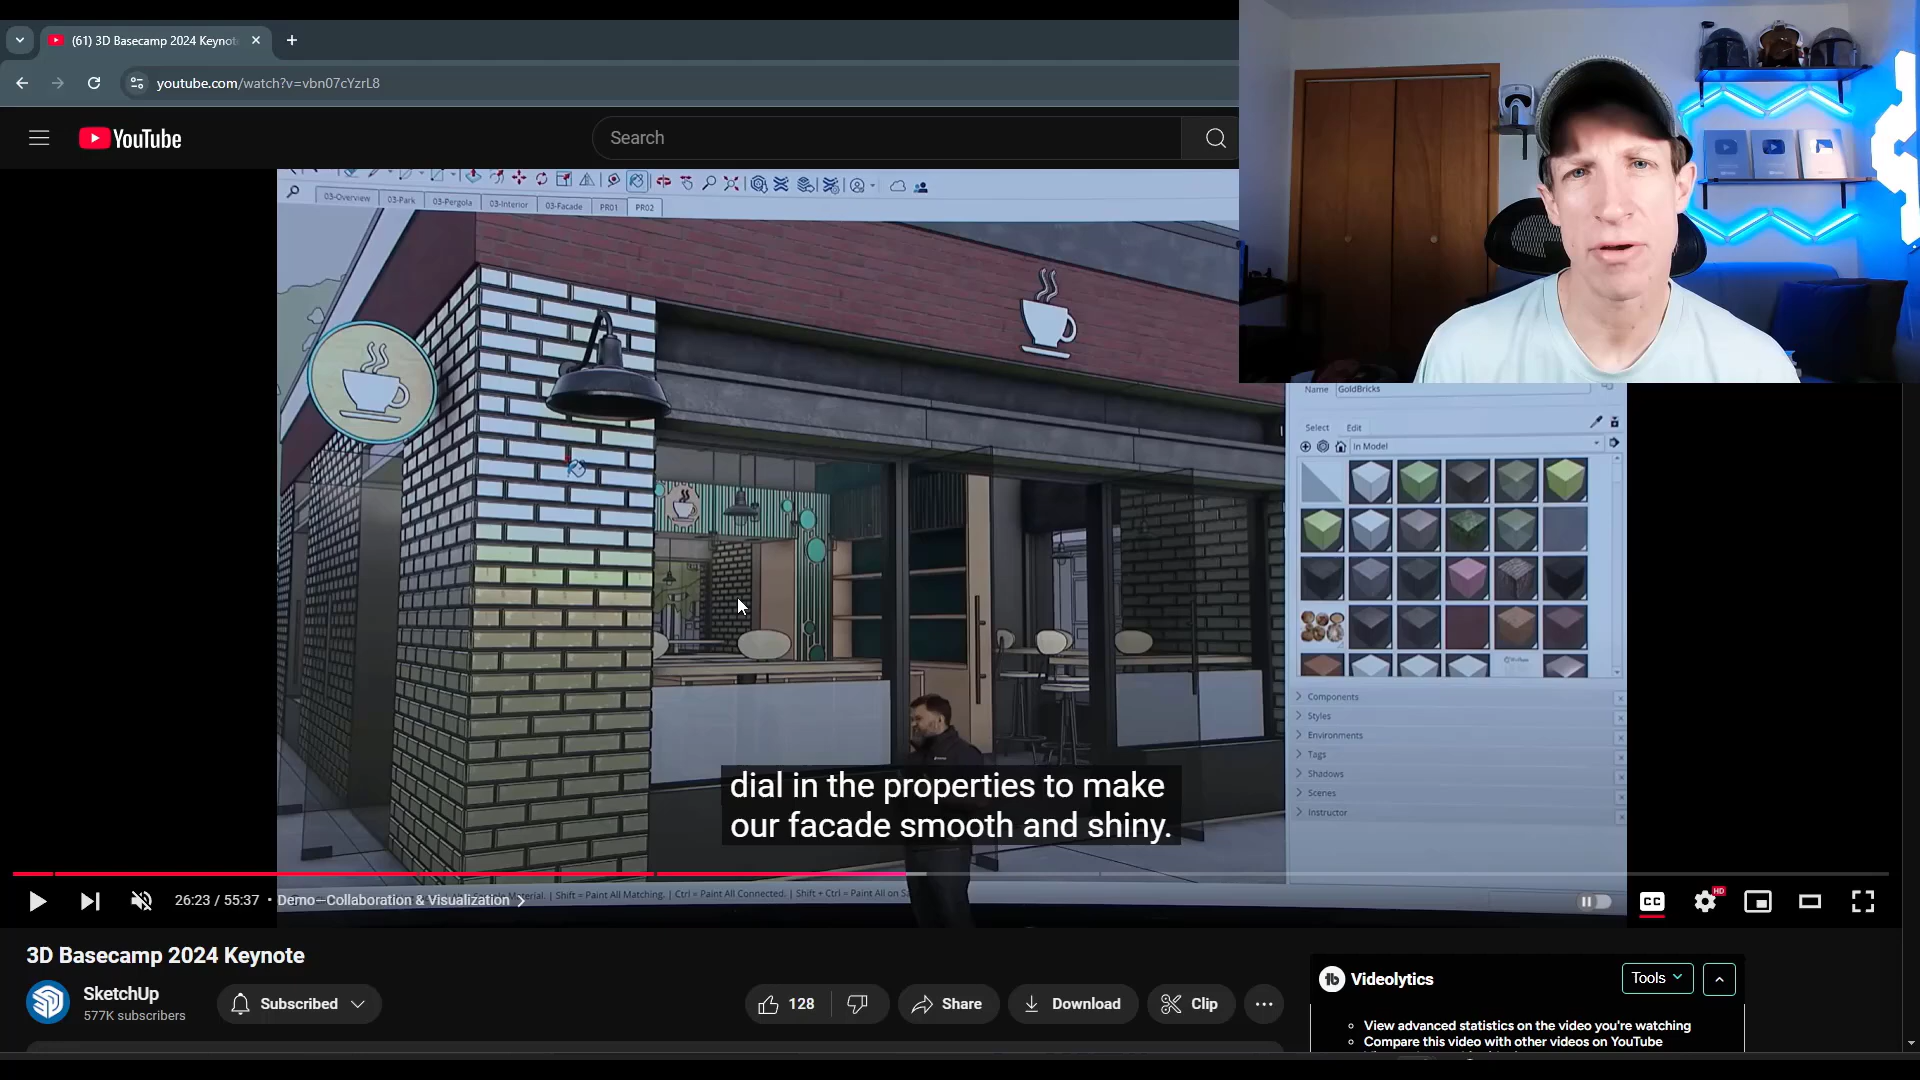 (61) 3D Basecamp 2024 Keynot
youtube.com/watch?v=vbn07cYzrL8
YouTube
Search
03-Overview
03-Park
03-Pergola
03-Interior
03-Facade
PR01
PR02
Name
GoldBricks
Select
Edit
In Model
Components
Styles
Environments
Tags
Shadows
Scenes
Instructor
dial in the properties to make
our facade smooth and shiny.
26:23 / 55:37 • Demo—Collaboration & Visualization
Material. | Shift = Paint All Matching. | Ctrl = Paint All Connected. | Shift + Ctrl = Paint All on
CC
HD
3D Basecamp 2024 Keynote
SketchUp
577K subscribers
Subscribed
128
Share
Download
Clip
Videolytics
Tools
View advanced statistics on the video you're watching
Compare this video with other videos on YouTube